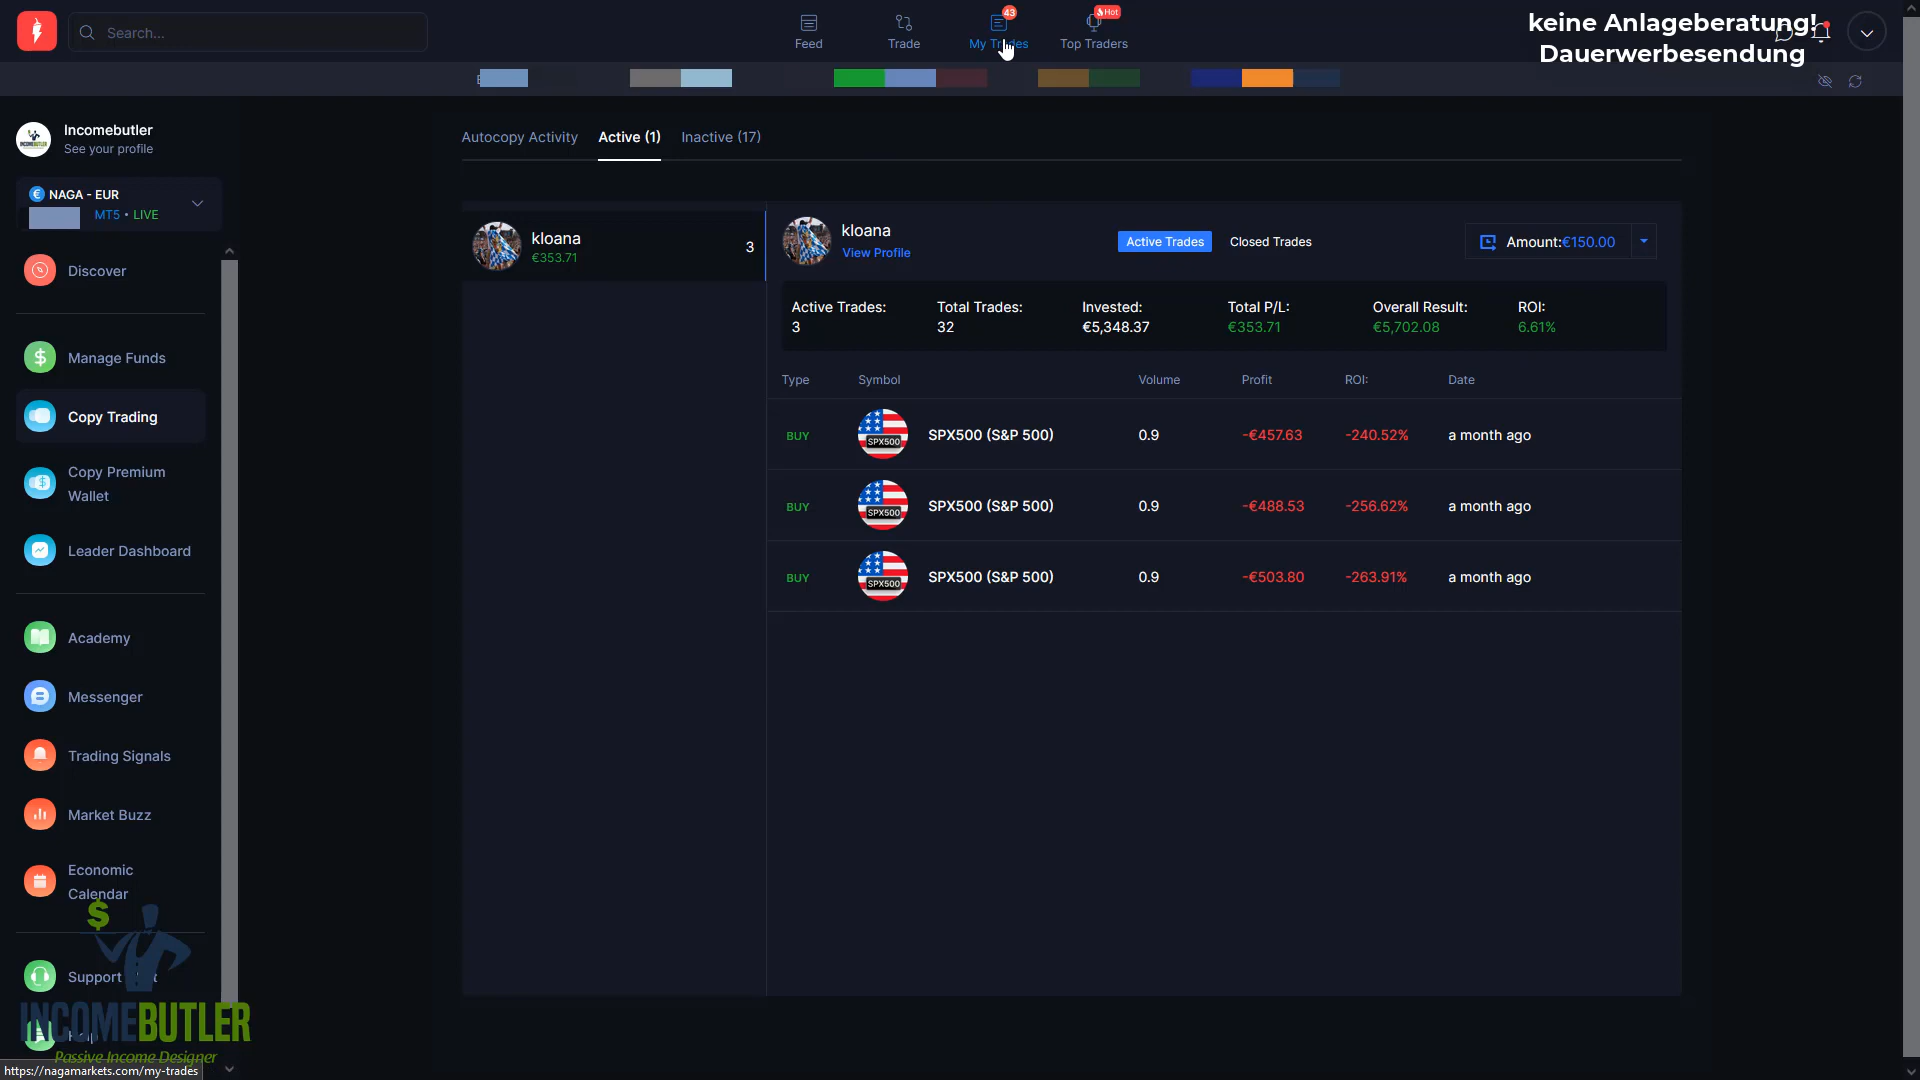 Search...
Feed
Trade
43
My Trades
Hot
Top Traders
keine Anlageberatung!
Dauerwerbesendung
Incomebutler
See your profile
NAGA - EUR
MT5 • LIVE
Discover
Manage Funds
Copy Trading
Copy Premium
Wallet
Leader Dashboard
Academy
Messenger
Trading Signals
Market Buzz
Economic
Calendar
Support
INCOMEBUTLER
Passive Income Designer
https://nagamarkets.com/my-trades
Autocopy Activity
Active (1)
Inactive (17)
kloana
€353.71
3
kloana
View Profile
Active Trades
Closed Trades
Amount:€150.00
Active Trades: Total Trades: Invested: Total P/L: Overall Result: ROI:
3 32 €5,348.37 €353.71 €5,702.08 6.61%
Type Symbol Volume Profit ROI: Date
BUY SPX500 SPX500 (S&P 500) 0.9 -€457.63 -240.52% a month ago
BUY SPX500 SPX500 (S&P 500) 0.9 -€488.53 -256.62% a month ago
BUY SPX500 SPX500 (S&P 500) 0.9 -€503.80 -263.91% a month ago